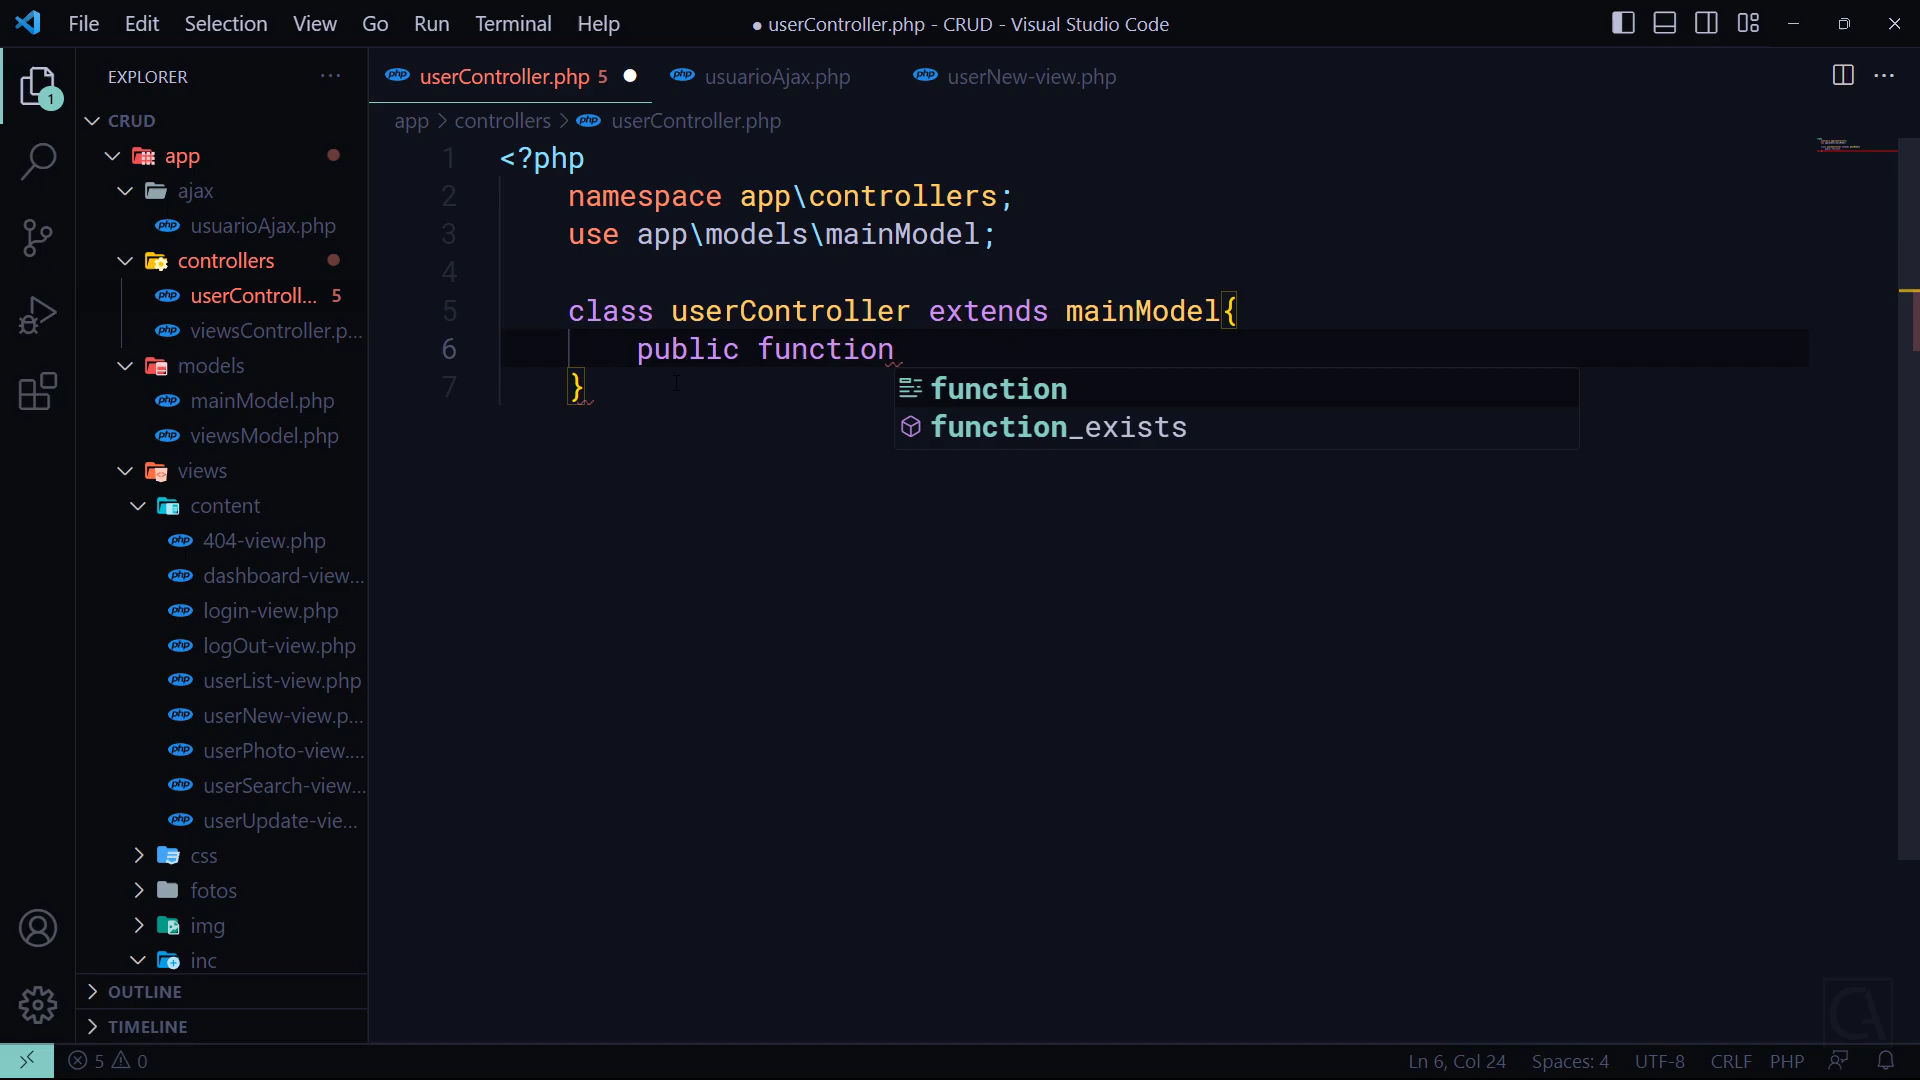 File Edit Selection View Go Run Terminal Help
● userController.php - CRUD - Visual Studio Code
EXPLORER ···
1
CRUD
app
ajax
usuarioAjax.php
controllers
userControll... 5
viewsController.p...
models
mainModel.php
viewsModel.php
views
content
404-view.php
dashboard-view...
login-view.php
logOut-view.php
userList-view.php
userNew-view.p...
userPhoto-view....
userSearch-view...
userUpdate-vie...
css
fotos
img
inc
OUTLINE
TIMELINE
userController.php 5 usuarioAjax.php userNew-view.php
app > controllers > userController.php
1 <?php
2 namespace app\controllers;
3 use app\models\mainModel;
4
5 class userController extends mainModel{
6 public function
7 }
function
function_exists
5 0
Ln 6, Col 24 Spaces: 4 UTF-8 CRLF PHP